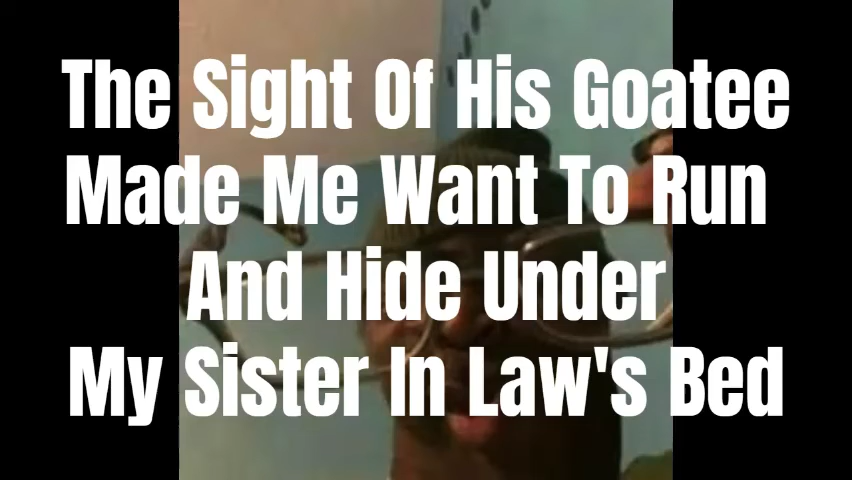 The Sight Of His Goatee
Made Me Want To Run
And Hide Under
My Sister In Law's Bed